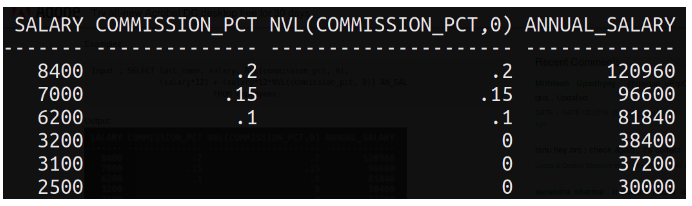 SALARY COMMISSION_PCT NVL(COMMISSION_PCT,0) ANNUAL_SALARY
------- -------------- --------------------- -------------
8400 .2 .2 120960
7000 .15 .15 96600
6200 .1 .1 81840
3200 0 38400
3100 0 37200
2500 0 30000